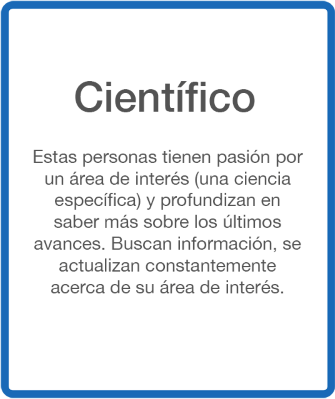 Científico
Estas personas tienen pasión por
un área de interés (una ciencia
específica) y profundizan en
saber más sobre los últimos
avances. Buscan información, se
actualizan constantemente
acerca de su área de interés.